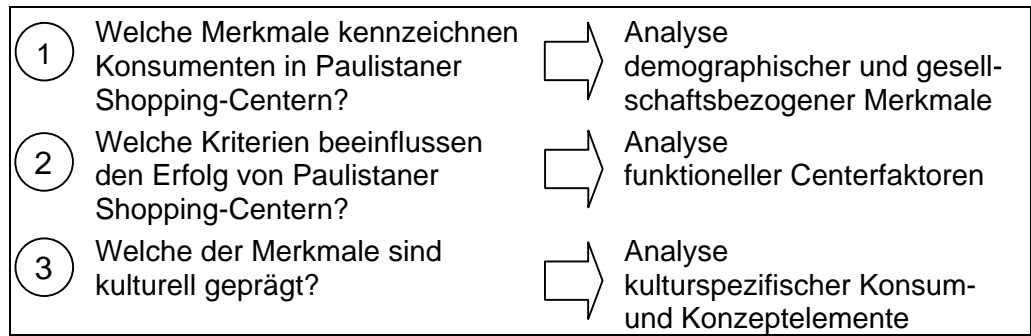 1
Welche Merkmale kennzeichnen
Konsumenten in Paulistaner
Shopping-Centern?
Analyse
demographischer und gesell-
schaftsbezogener Merkmale
2
Welche Kriterien beeinflussen
den Erfolg von Paulistaner
Shopping-Centern?
Analyse
funktioneller Centerfaktoren
3
Welche der Merkmale sind
kulturell geprägt?
Analyse
kulturspezifischer Konsum-
und Konzeptelemente